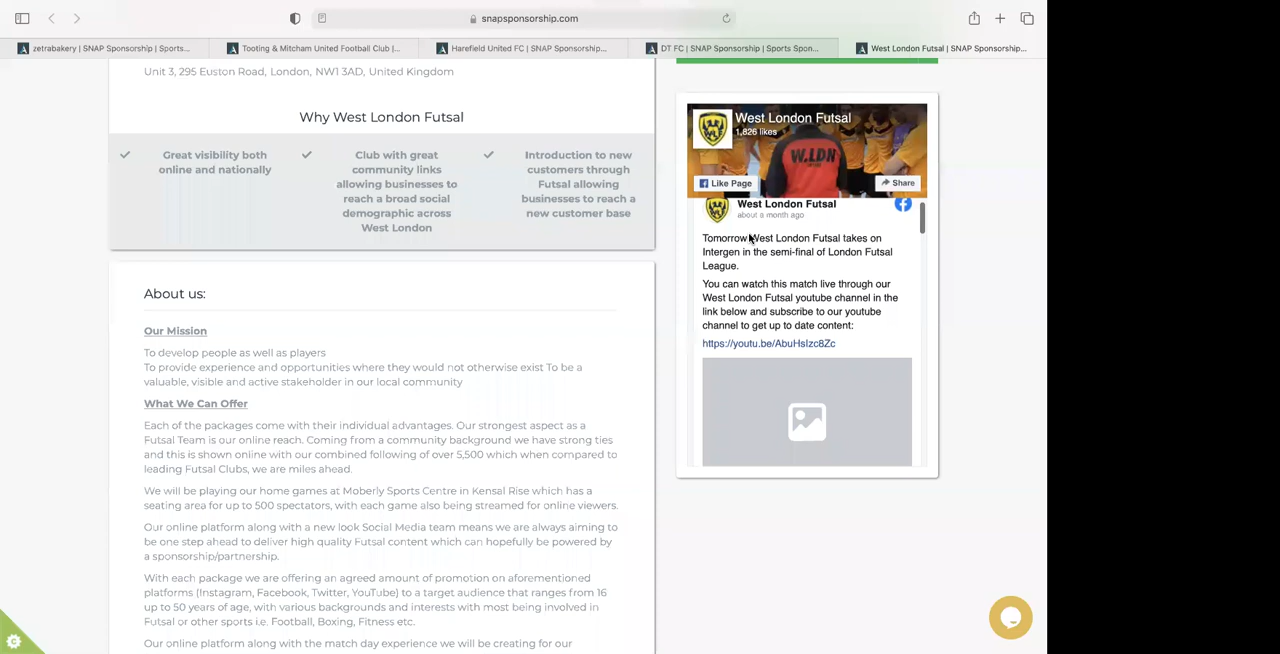 snapsponsorship.com
zetrabakery | SNAP Sponsorship | Sports...
Tooting & Mitcham United Football Club |...
Harefield United FC | SNAP Sponsorship...
DT FC | SNAP Sponsorship | Sports Spon...
West London Futsal | SNAP Sponsorship...
Unit 3, 295 Euston Road, London, NW1 3AD, United Kingdom
Why West London Futsal
Great visibility both
online and nationally
Club with great
community links
allowing businesses to
reach a broad social
demographic across
West London
Introduction to new
customers through
Futsal allowing
businesses to reach a
new customer base
About us:
Our Mission
To develop people as well as players
To provide experience and opportunities where they would not otherwise exist To be a
valuable, visible and active stakeholder in our local community
What We Can Offer
Each of the packages come with their individual advantages. Our strongest aspect as a
Futsal Team is our online reach. Coming from a community background we have strong ties
and this is shown online with our combined following of over 5,500 which when compared to
leading Futsal Clubs, we are miles ahead.
We will be playing our home games at Moberly Sports Centre in Kensal Rise which has a
seating area for up to 500 spectators, with each game also being streamed for online viewers.
Our online platform along with a new look Social Media team means we are always aiming to
be one step ahead to deliver high quality Futsal content which can hopefully be powered by
a sponsorship/partnership.
With each package we are offering an agreed amount of promotion on aforementioned
platforms (Instagram, Facebook, Twitter, YouTube) to a target audience that ranges from 16
up to 50 years of age, with various backgrounds and interests with most being involved in
Futsal or other sports i.e. Football, Boxing, Fitness etc.
Our online platform along with the match day experience we will be creating for our
West London Futsal
1,826 likes
W.LDN
Like Page
Share
West London Futsal
about a month ago
Tomorrow West London Futsal takes on
Intergen in the semi-final of London Futsal
League.
You can watch this match live through our
West London Futsal youtube channel in the
link below and subscribe to our youtube
channel to get up to date content:
https://youtu.be/AbuHsIzc8Zc